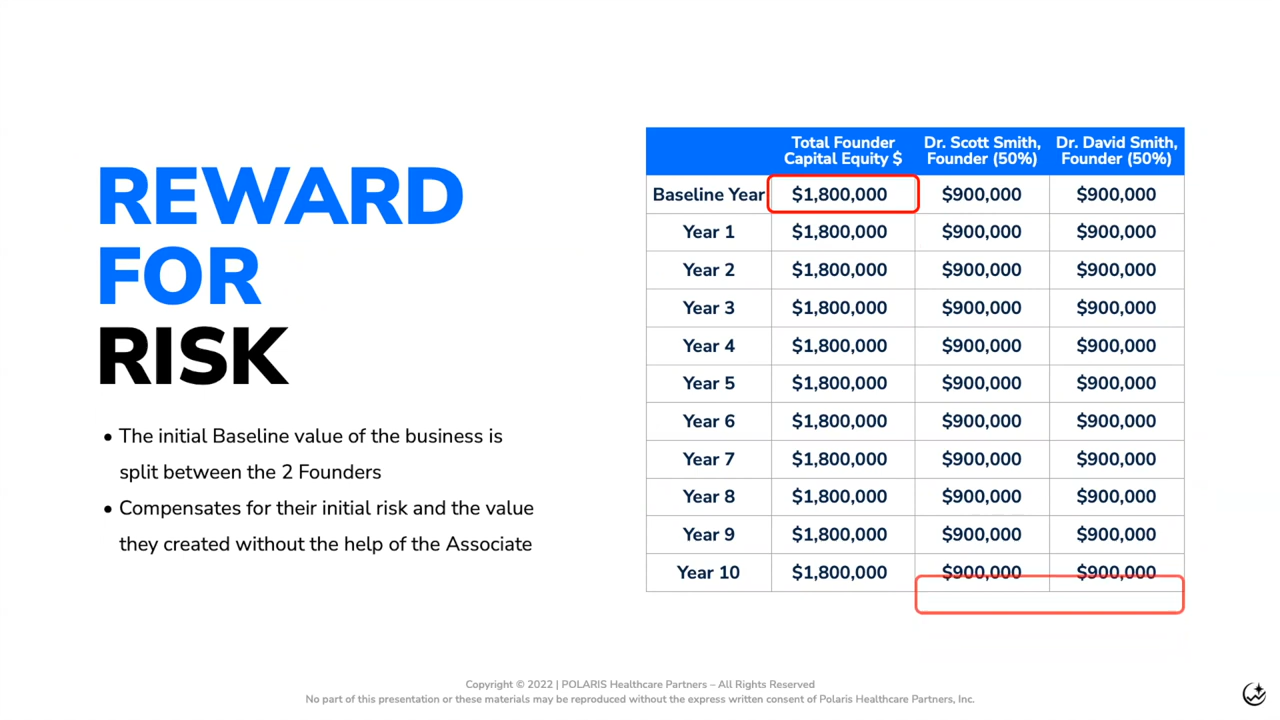 REWARD
FOR
RISK
• The initial Baseline value of the business is
split between the 2 Founders
• Compensates for their initial risk and the value
they created without the help of the Associate
Total Founder Capital Equity $ Dr. Scott Smith, Founder (50%) Dr. David Smith, Founder (50%)
Baseline Year $1,800,000 $900,000 $900,000
Year 1 $1,800,000 $900,000 $900,000
Year 2 $1,800,000 $900,000 $900,000
Year 3 $1,800,000 $900,000 $900,000
Year 4 $1,800,000 $900,000 $900,000
Year 5 $1,800,000 $900,000 $900,000
Year 6 $1,800,000 $900,000 $900,000
Year 7 $1,800,000 $900,000 $900,000
Year 8 $1,800,000 $900,000 $900,000
Year 9 $1,800,000 $900,000 $900,000
Year 10 $1,800,000 $900,000 $900,000
Copyright © 2022 | POLARIS Healthcare Partners – All Rights Reserved
No part of this presentation or these materials may be reproduced without the express written consent of Polaris Healthcare Partners, Inc.